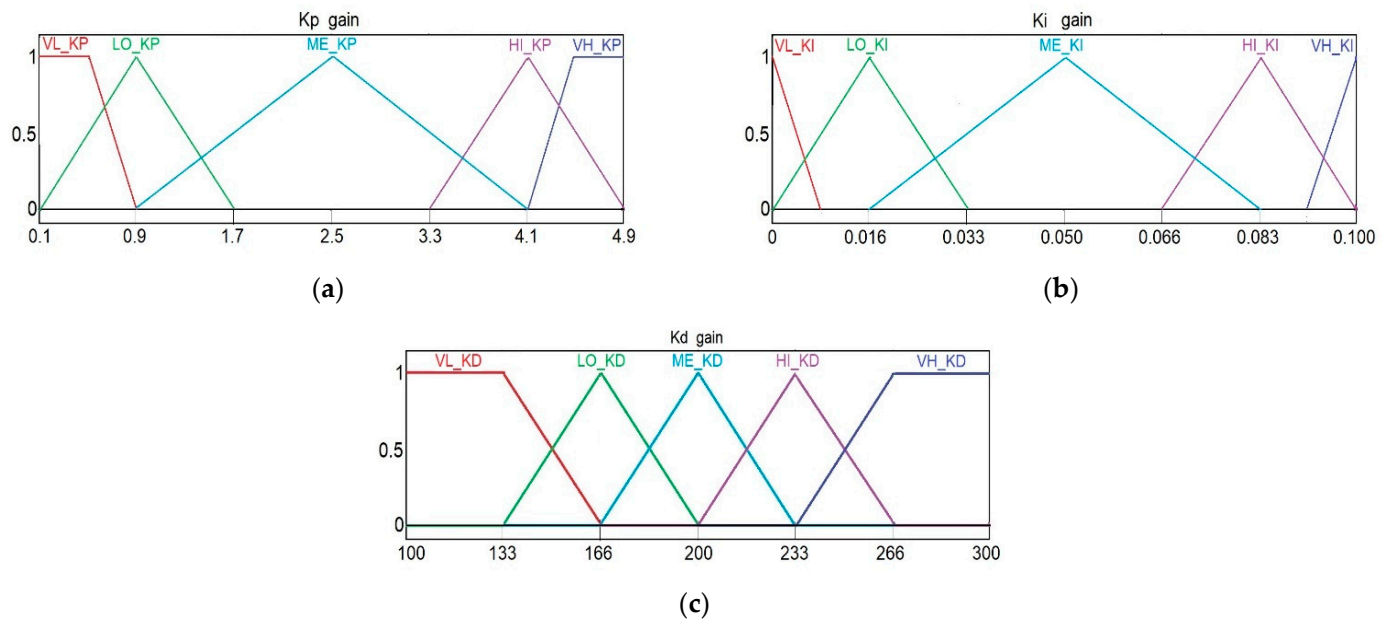 Kp gain
VL_KP LO_KP ME_KP HI_KP VH_KP
1
0.5
0
0.1 0.9 1.7 2.5 3.3 4.1 4.9
(a)
Ki gain
VL_KI LO_KI ME_KI HI_KI VH_KI
1
0.5
0
0 0.016 0.033 0.050 0.066 0.083 0.100
(b)
Kd gain
VL_KD LO_KD ME_KD HI_KD VH_KD
1
0.5
0
100 133 166 200 233 266 300
(c)